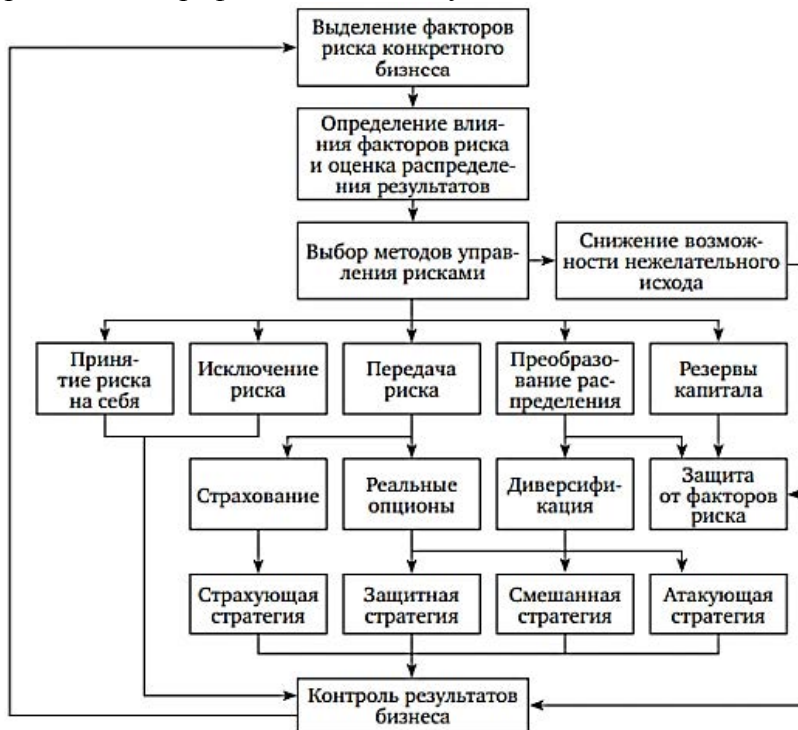 Выделение факторов
риска конкретного
бизнеса
Определение влия-
ния факторов риска
и оценка распределе-
ния результатов
Выбор методов управ-
ления рисками
Снижение возмож-
ности нежелательного
исхода
Приня-
тие риска
на себя
Исключение
риска
Передача
риска
Преобразо-
вание рас-
пределения
Резервы
капитала
Страхование
Реальные
опционы
Диверсифи-
кация
Защита
от факторов
риска
Страхующая
стратегия
Защитная
стратегия
Смешанная
стратегия
Атакующая
стратегия
Контроль результатов
бизнеса